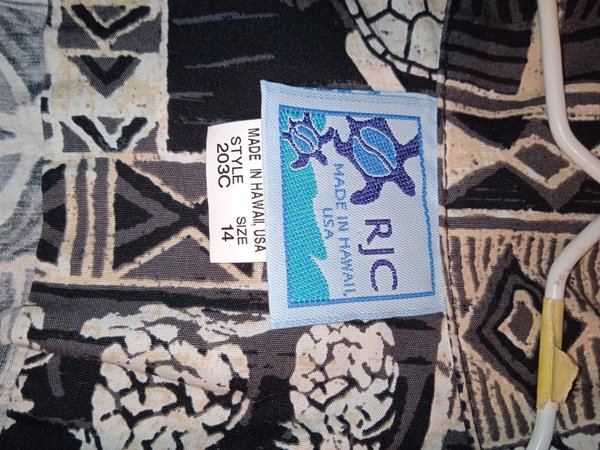 RJC
MADE IN HAWAII,
USA
MADE IN HAWAII, USA
STYLE SIZE
203C 14